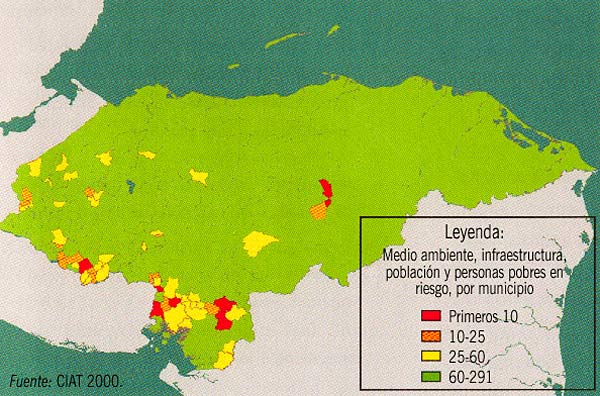 Leyenda:
Medio ambiente, infraestructura,
población y personas pobres en
riesgo, por municipio
Primeros 10
10-25
25-60
60-291
Fuente: CIAT 2000.